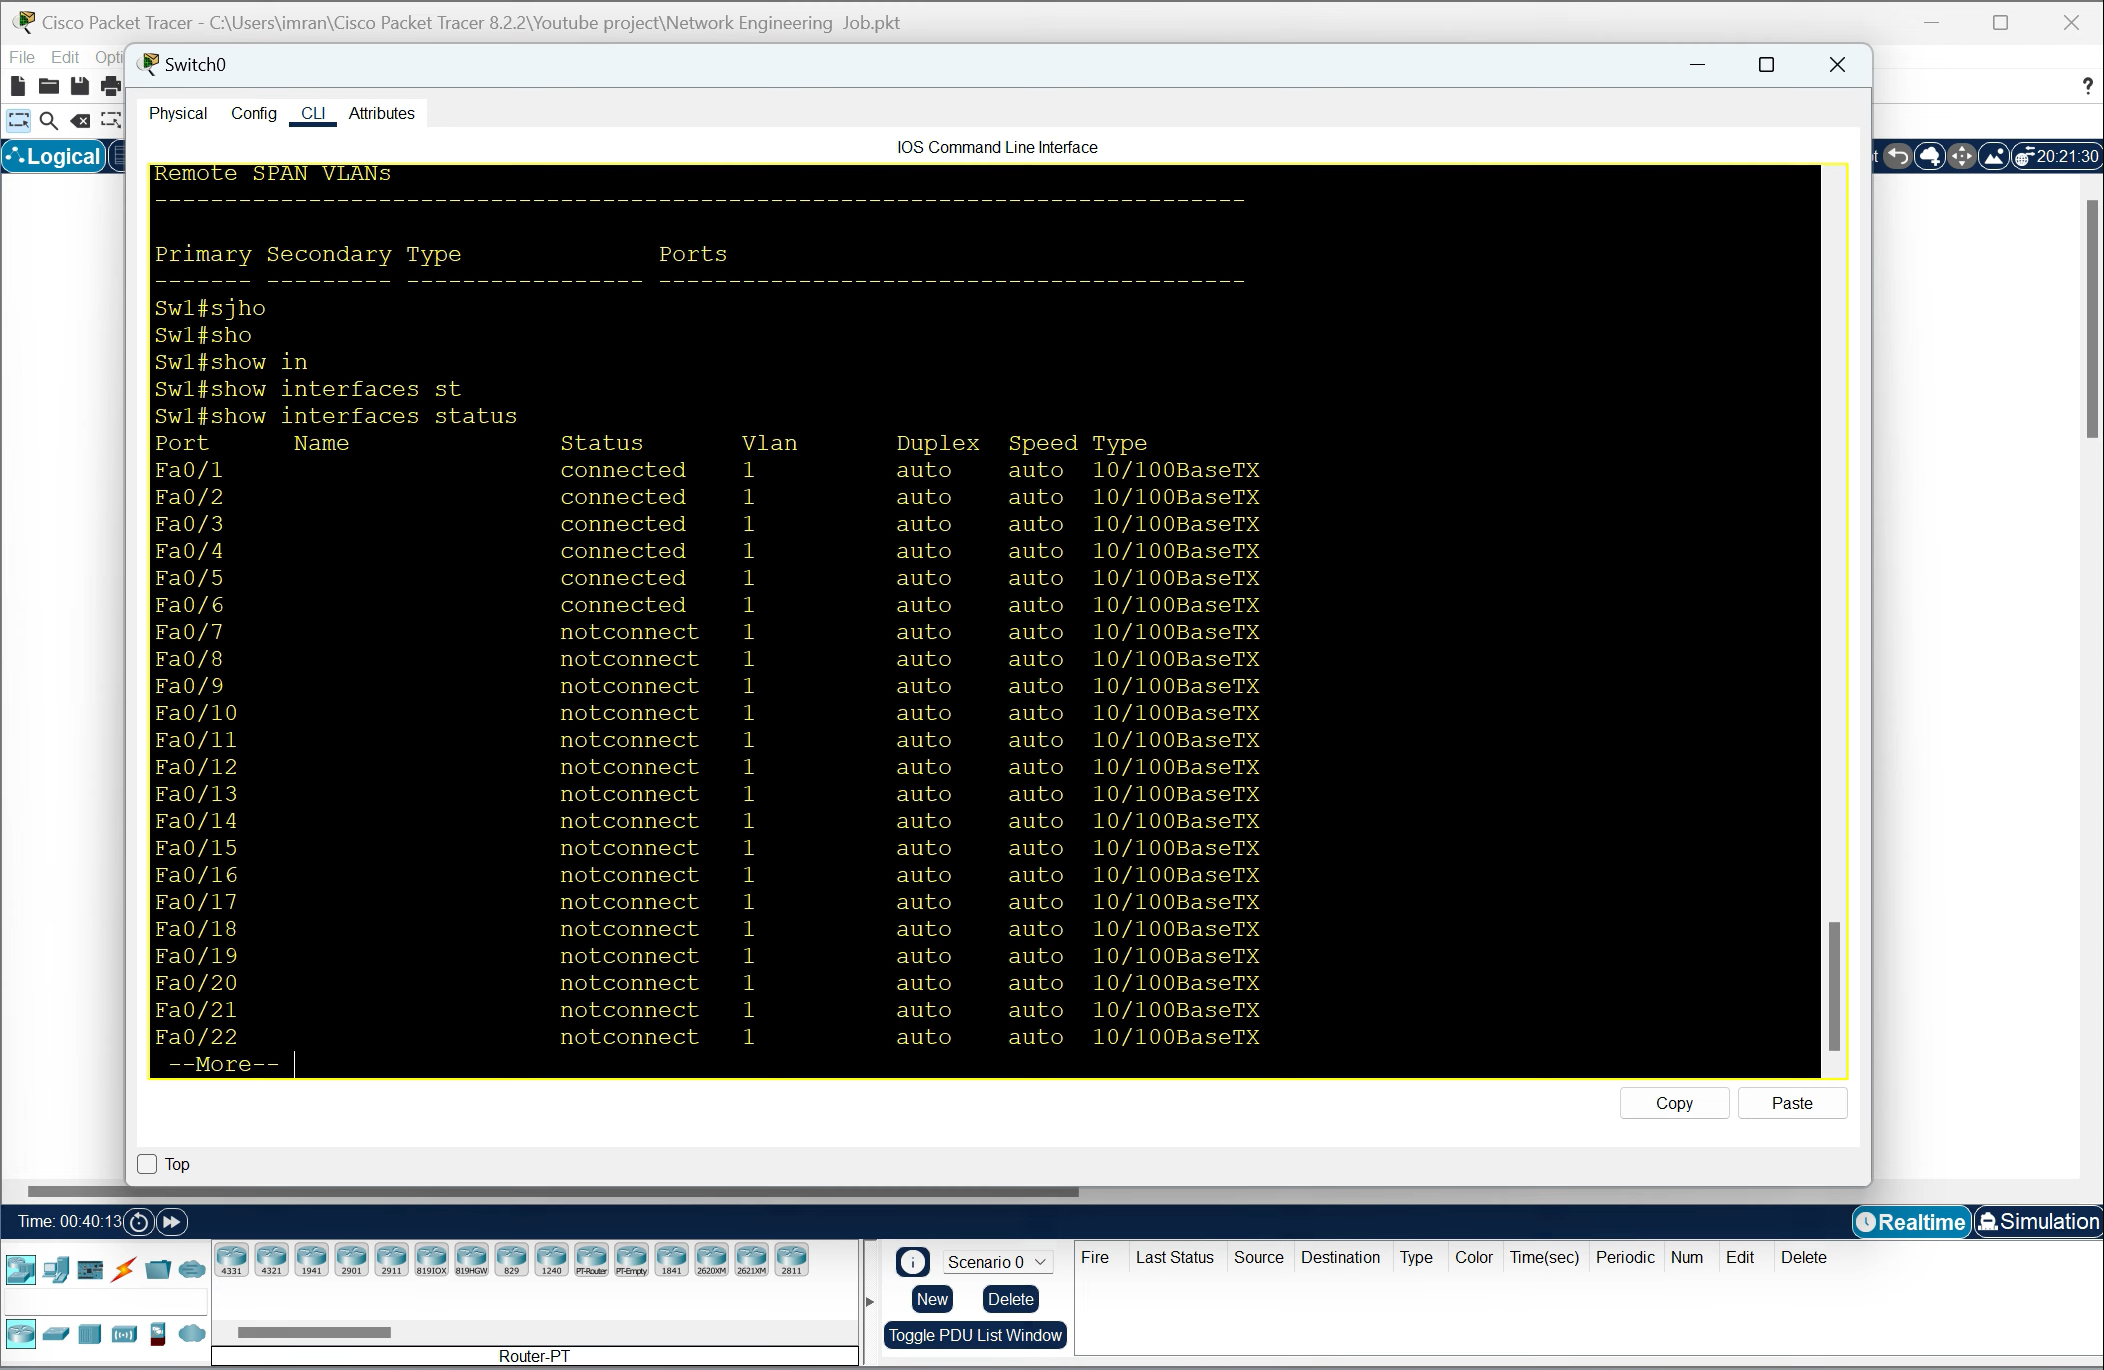 Cisco Packet Tracer - C:\Users\imran\Cisco Packet Tracer 8.2.2\Youtube project\Network Engineering  Job.pkt
File Edit Opti
Switch0
?
Physical Config CLI Attributes
IOS Command Line Interface
Logical
20:21:30
Remote SPAN VLANs
------------------------------------------------------------------------------
Primary Secondary Type              Ports
------- --------- ----------------- ------------------------------------------
Sw1#sjho
Sw1#sho
Sw1#show in
Sw1#show interfaces st
Sw1#show interfaces status
Port      Name               Status       Vlan       Duplex  Speed Type
Fa0/1                        connected    1          auto    auto  10/100BaseTX
Fa0/2                        connected    1          auto    auto  10/100BaseTX
Fa0/3                        connected    1          auto    auto  10/100BaseTX
Fa0/4                        connected    1          auto    auto  10/100BaseTX
Fa0/5                        connected    1          auto    auto  10/100BaseTX
Fa0/6                        connected    1          auto    auto  10/100BaseTX
Fa0/7                        notconnect   1          auto    auto  10/100BaseTX
Fa0/8                        notconnect   1          auto    auto  10/100BaseTX
Fa0/9                        notconnect   1          auto    auto  10/100BaseTX
Fa0/10                       notconnect   1          auto    auto  10/100BaseTX
Fa0/11                       notconnect   1          auto    auto  10/100BaseTX
Fa0/12                       notconnect   1          auto    auto  10/100BaseTX
Fa0/13                       notconnect   1          auto    auto  10/100BaseTX
Fa0/14                       notconnect   1          auto    auto  10/100BaseTX
Fa0/15                       notconnect   1          auto    auto  10/100BaseTX
Fa0/16                       notconnect   1          auto    auto  10/100BaseTX
Fa0/17                       notconnect   1          auto    auto  10/100BaseTX
Fa0/18                       notconnect   1          auto    auto  10/100BaseTX
Fa0/19                       notconnect   1          auto    auto  10/100BaseTX
Fa0/20                       notconnect   1          auto    auto  10/100BaseTX
Fa0/21                       notconnect   1          auto    auto  10/100BaseTX
Fa0/22                       notconnect   1          auto    auto  10/100BaseTX
 --More--
Copy Paste
Top
Time: 00:40:13
Realtime Simulation
4331 4321 1941 2901 2911 819IOX 819HGW 829 1240 PT-Router PT-Empty 1841 2620XM 2621XM 2811
Router-PT
Scenario 0
New Delete
Toggle PDU List Window
Fire Last Status Source Destination Type Color Time(sec) Periodic Num Edit Delete